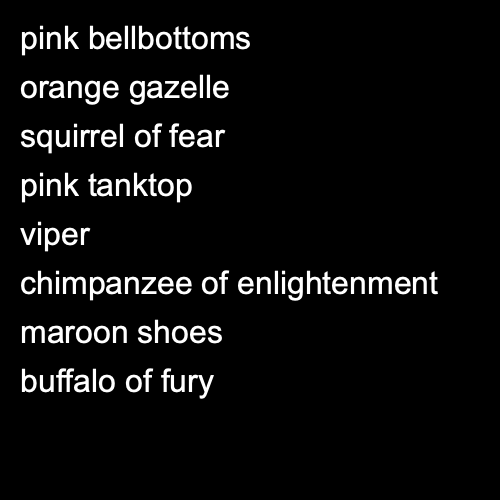 pink bellbottoms
orange gazelle
squirrel of fear
pink tanktop
viper
chimpanzee of enlightenment
maroon shoes
buffalo of fury